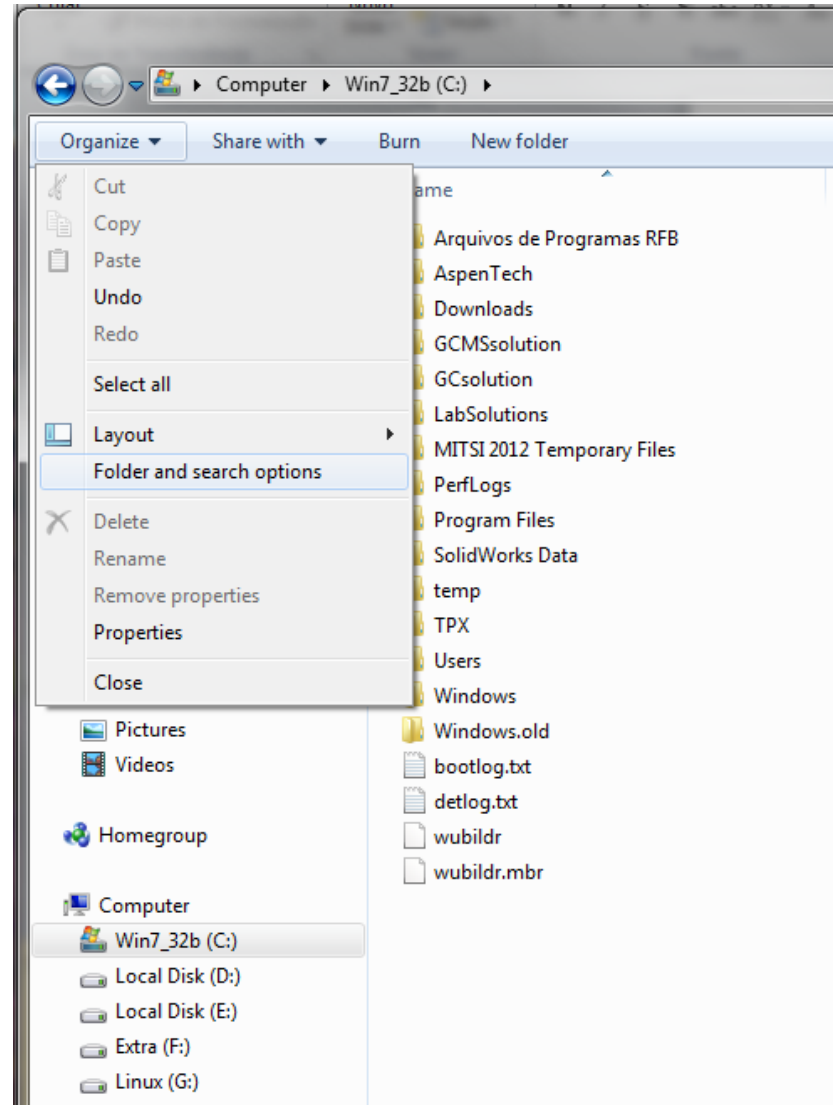 Computer Win7_32b (C:)
Organize Share with Burn New folder
Cut
Copy
Paste
Undo
Redo
Select all
Layout
Folder and search options
Delete
Rename
Remove properties
Properties
Close
Pictures
Videos
Homegroup
Computer
Win7_32b (C:)
Local Disk (D:)
Local Disk (E:)
Extra (F:)
Linux (G:)
ame
Arquivos de Programas RFB
AspenTech
Downloads
GCMSsolution
GCsolution
LabSolutions
MITSI 2012 Temporary Files
PerfLogs
Program Files
SolidWorks Data
temp
TPX
Users
Windows
Windows.old
bootlog.txt
detlog.txt
wubildr
wubildr.mbr